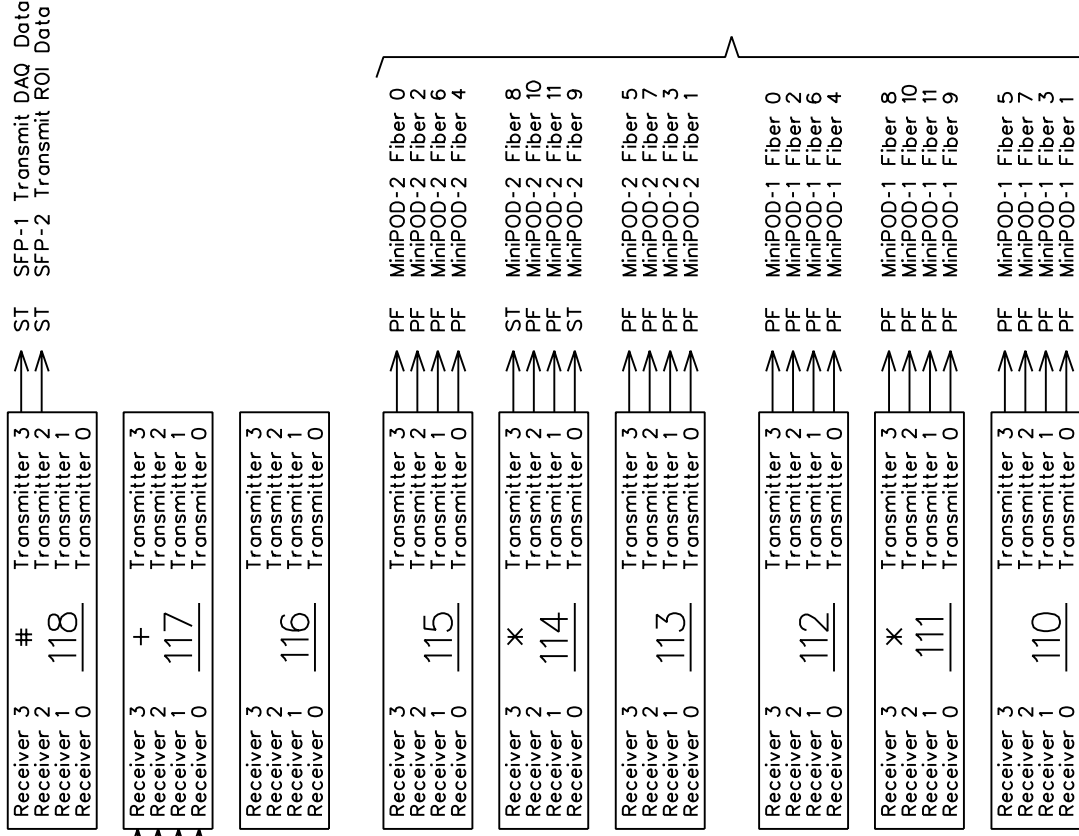 Receiver 3 # Transmitter 3 ST SFP-1 Transmit DAQ Data
Receiver 2 118 Transmitter 2 ST SFP-2 Transmit ROI Data
Receiver 1 Transmitter 1
Receiver 0 Transmitter 0
Receiver 3 + Transmitter 3
Receiver 2 117 Transmitter 2
Receiver 1 Transmitter 1
Receiver 0 Transmitter 0
Receiver 3 Transmitter 3
Receiver 2 116 Transmitter 2
Receiver 1 Transmitter 1
Receiver 0 Transmitter 0
Receiver 3 Transmitter 3 PF MiniPOD-2 Fiber 0
Receiver 2 115 Transmitter 2 PF MiniPOD-2 Fiber 2
Receiver 1 Transmitter 1 PF MiniPOD-2 Fiber 6
Receiver 0 Transmitter 0 PF MiniPOD-2 Fiber 4
Receiver 3 * Transmitter 3 ST MiniPOD-2 Fiber 8
Receiver 2 114 Transmitter 2 PF MiniPOD-2 Fiber 10
Receiver 1 Transmitter 1 PF MiniPOD-2 Fiber 11
Receiver 0 Transmitter 0 ST MiniPOD-2 Fiber 9
Receiver 3 Transmitter 3 PF MiniPOD-2 Fiber 5
Receiver 2 113 Transmitter 2 PF MiniPOD-2 Fiber 7
Receiver 1 Transmitter 1 PF MiniPOD-2 Fiber 3
Receiver 0 Transmitter 0 PF MiniPOD-2 Fiber 1
Receiver 3 Transmitter 3 PF MiniPOD-1 Fiber 0
Receiver 2 112 Transmitter 2 PF MiniPOD-1 Fiber 2
Receiver 1 Transmitter 1 PF MiniPOD-1 Fiber 6
Receiver 0 Transmitter 0 PF MiniPOD-1 Fiber 4
Receiver 3 * Transmitter 3 PF MiniPOD-1 Fiber 8
Receiver 2 111 Transmitter 2 PF MiniPOD-1 Fiber 10
Receiver 1 Transmitter 1 PF MiniPOD-1 Fiber 11
Receiver 0 Transmitter 0 PF MiniPOD-1 Fiber 9
Receiver 3 Transmitter 3 PF MiniPOD-1 Fiber 5
Receiver 2 110 Transmitter 2 PF MiniPOD-1 Fiber 7
Receiver 1 Transmitter 1 PF MiniPOD-1 Fiber 3
Receiver 0 Transmitter 0 PF MiniPOD-1 Fiber 1